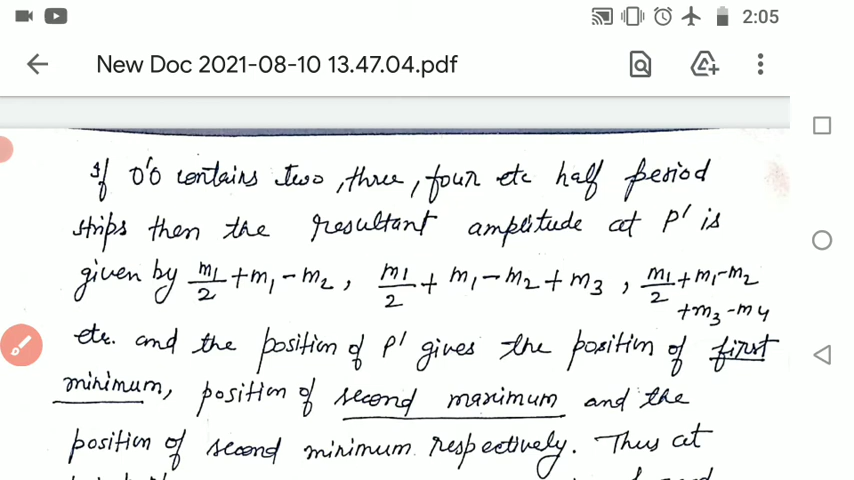 2:05
New Doc 2021-08-10 13.47.04.pdf
If O'O contains two, three, four etc half period
strips then the resultant amplitude at P' is
given by m1/2 + m1 - m2, m1/2 + m1 - m2 + m3, m1/2 + m1 - m2
+ m3 - m4
etc. and the position of P' gives the position of first
minimum, position of second maximum and the
position of second minimum respectively. Thus at